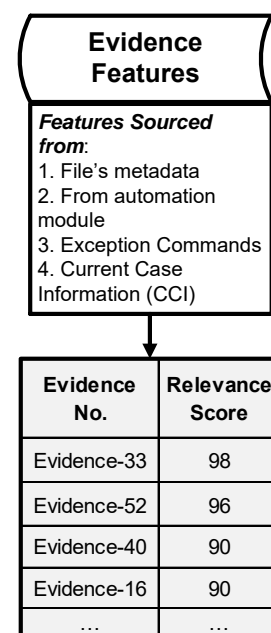 Evidence
Features
Features Sourced
from:
1. File's metadata
2. From automation
module
3. Exception Commands
4. Current Case
Information (CCI)
Evidence No. Relevance Score
Evidence-33 98
Evidence-52 96
Evidence-40 90
Evidence-16 90
... ...